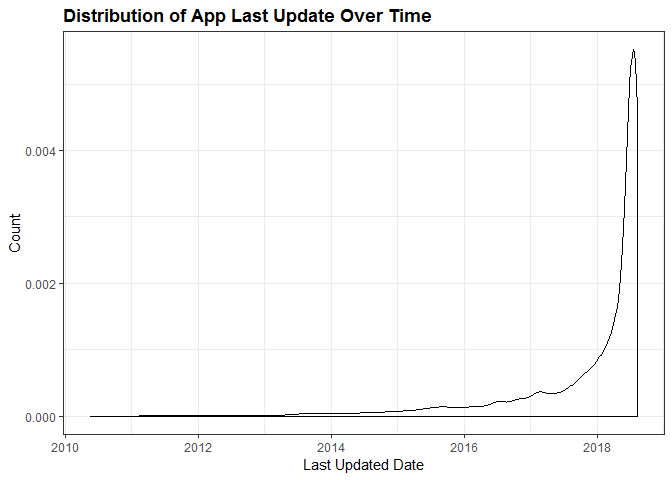 Distribution of App Last Update Over Time
Count
0.004
0.002
0.000
2010 2012 2014 2016 2018
Last Updated Date